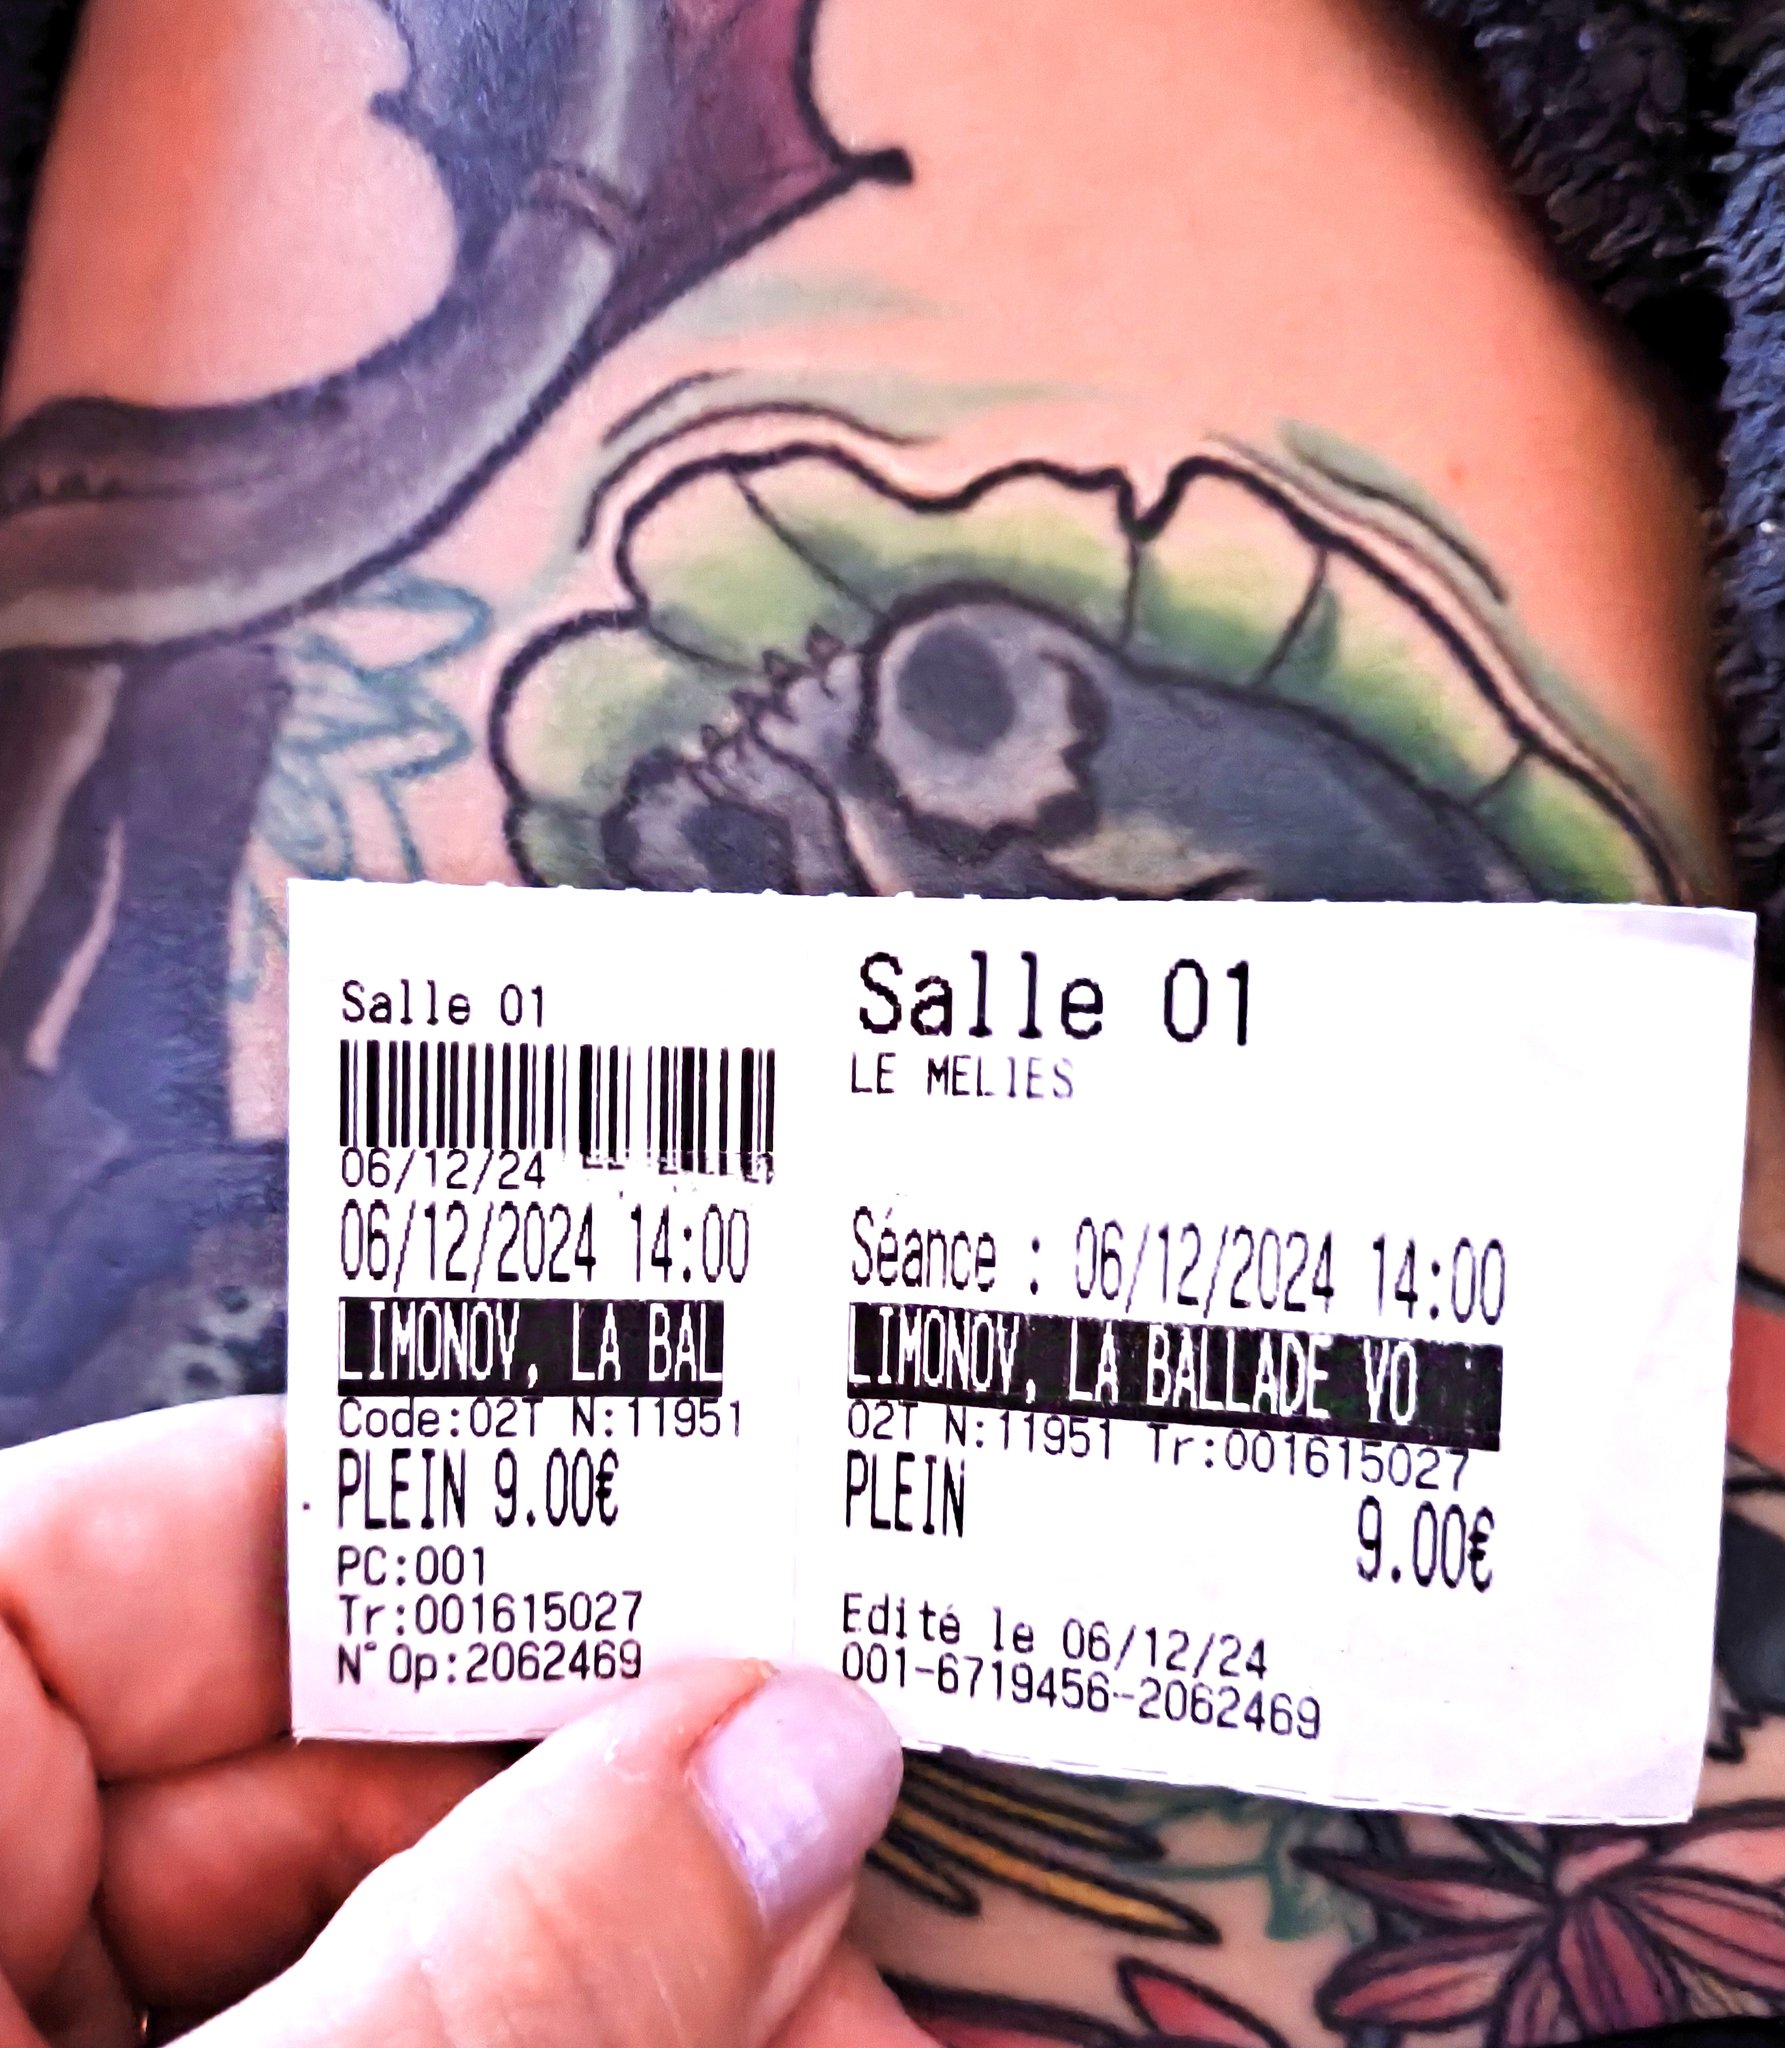 Salle 01
06/12/24
06/12/2024 14:00
LIMONOV, LA BAL
Code:02T N:11951
PLEIN 9.00€
PC:001
Tr:001615027
N°Op:2062469
Salle 01
LE MELIES
Séance : 06/12/2024 14:00
LIMONOV, LA BALLADE VO
02T N:11951 Tr:001615027
PLEIN
9.00€
Edité le 06/12/24
001-6719456-2062469